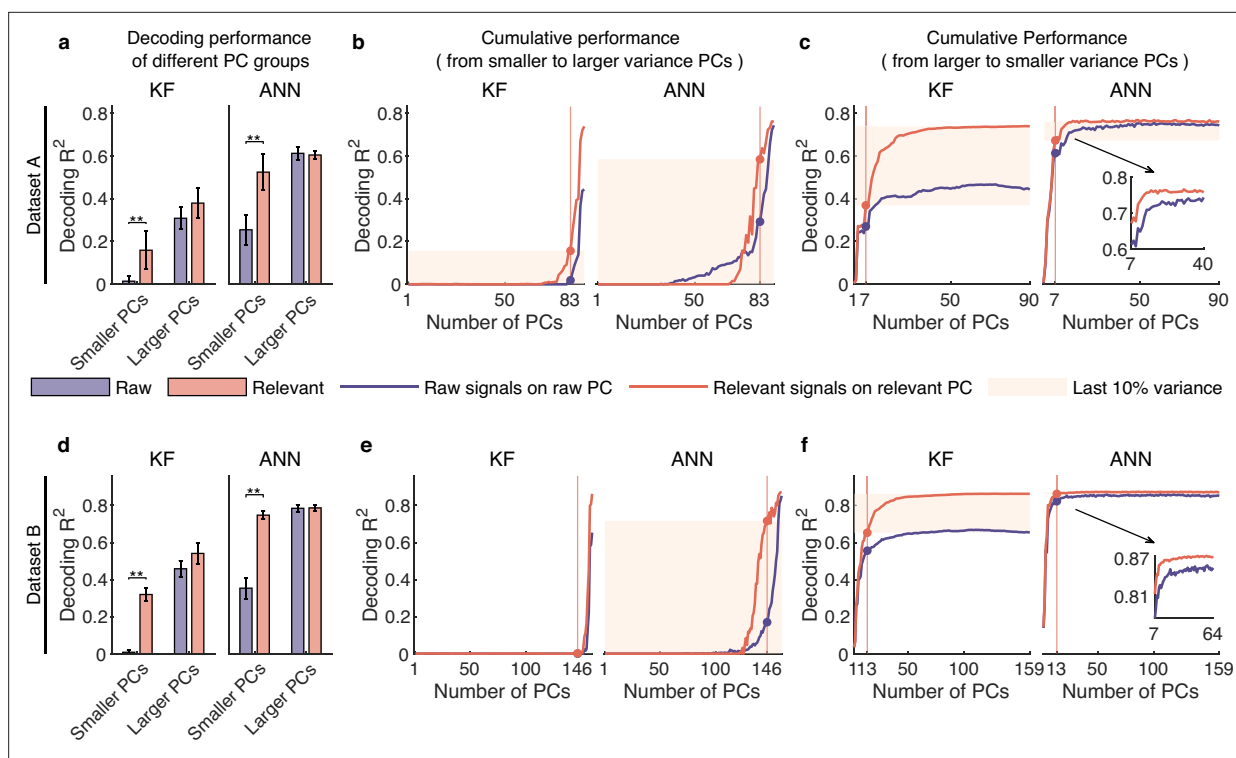 a Decoding performance of different PC groups
b Cumulative performance ( from smaller to larger variance PCs )
c Cumulative Performance ( from larger to smaller variance PCs )
KF ANN KF ANN KF ANN
Dataset A
Decoding R²
0.8
0.6
0.4
0.2
0
** **
Smaller PCs Larger PCs Smaller PCs Larger PCs
Decoding R²
0.8
0.6
0.4
0.2
0
1 50 83 1 50 83
Number of PCs Number of PCs
Decoding R²
0.8
0.6
0.4
0.2
0
1 7 50 90 7 50 90
Number of PCs Number of PCs
0.8
0.7
0.6
7 40
Raw Relevant Raw signals on raw PC Relevant signals on relevant PC Last 10% variance
d e f
KF ANN KF ANN KF ANN
Dataset B
Decoding R²
0.8
0.6
0.4
0.2
0
** **
Smaller PCs Larger PCs Smaller PCs Larger PCs
Decoding R²
0.8
0.6
0.4
0.2
0
1 50 100 146 1 50 100 146
Number of PCs Number of PCs
Decoding R²
0.8
0.6
0.4
0.2
0
1 13 50 100 159 1 13 50 100 159
Number of PCs Number of PCs
0.87
0.81
7 64